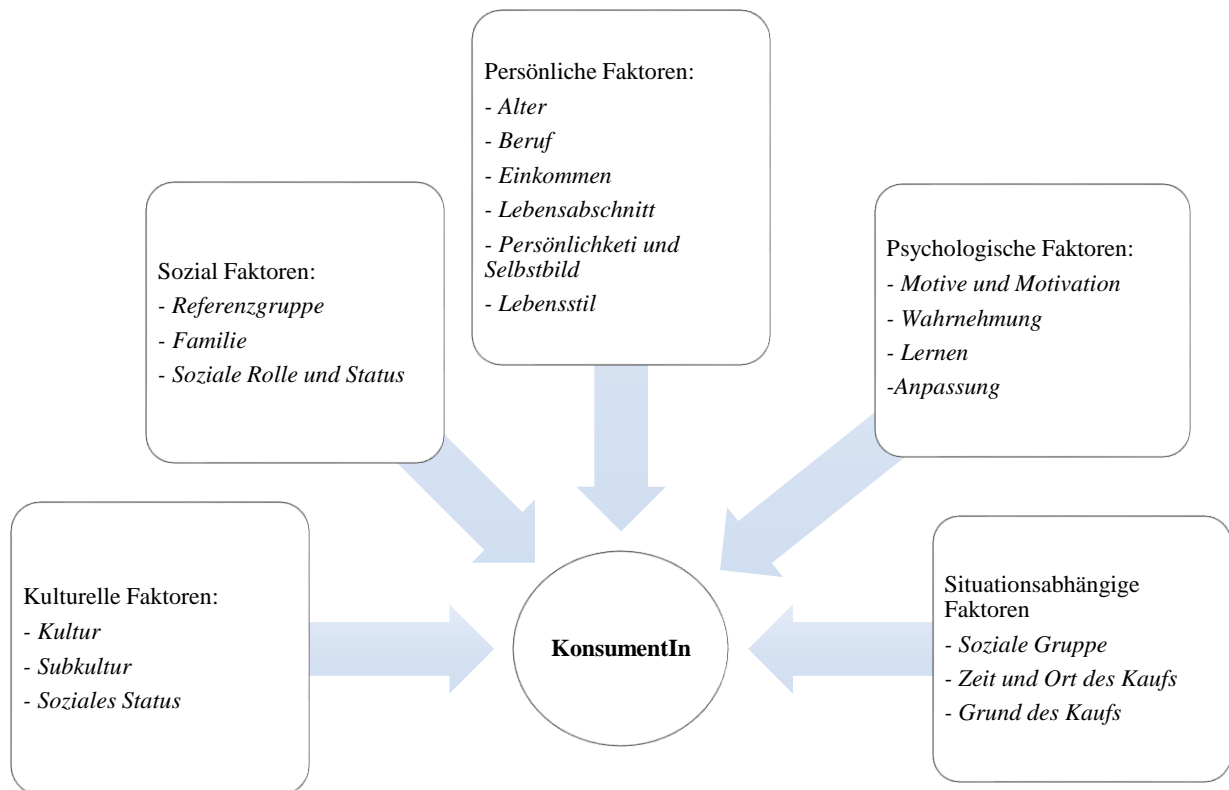 Persönliche Faktoren:
- Alter
- Beruf
- Einkommen
- Lebensabschnitt
- Persönlichketi und
Selbstbild
- Lebensstil
Sozial Faktoren:
- Referenzgruppe
- Familie
- Soziale Rolle und Status
Psychologische Faktoren:
- Motive und Motivation
- Wahrnehmung
- Lernen
-Anpassung
Kulturelle Faktoren:
- Kultur
- Subkultur
- Soziales Status
KonsumentIn
Situationsabhängige
Faktoren
- Soziale Gruppe
- Zeit und Ort des Kaufs
- Grund des Kaufs